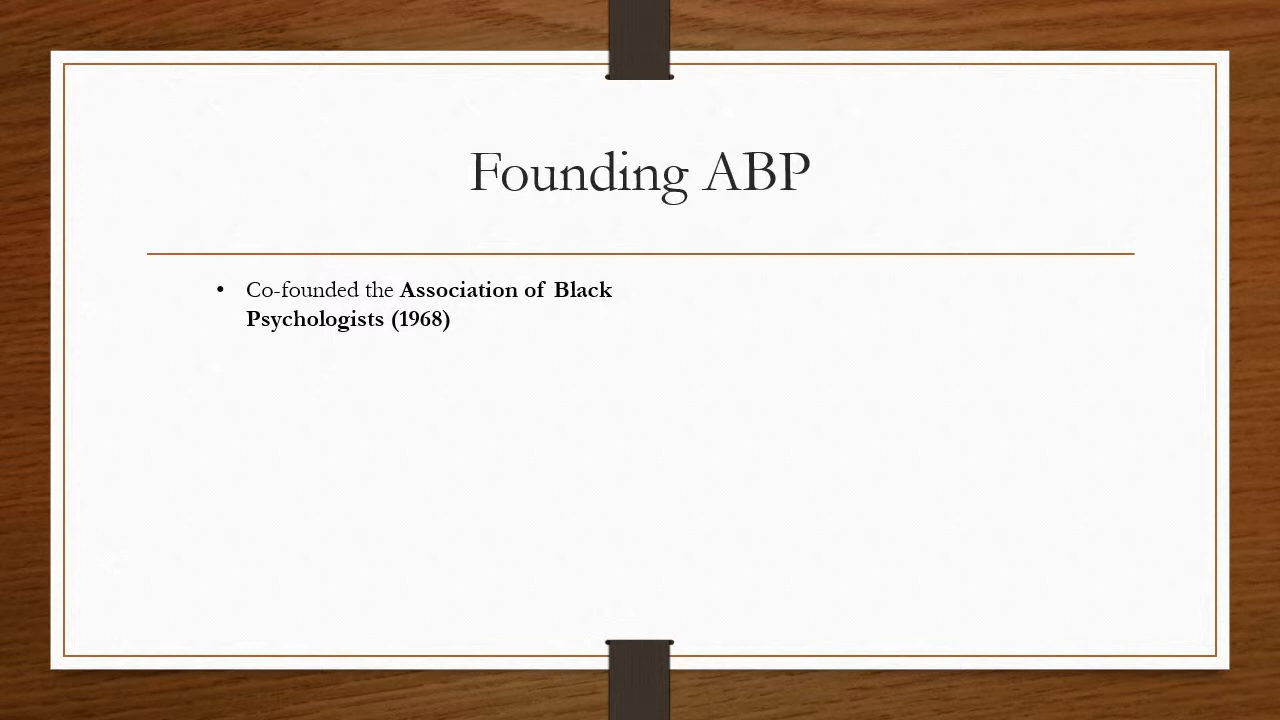 Founding ABP
• Co-founded the Association of Black
Psychologists (1968)